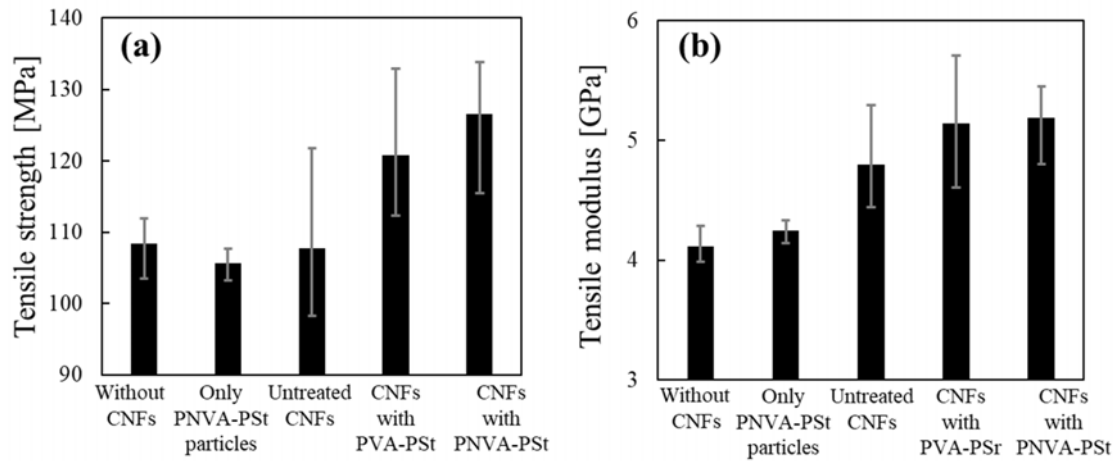 (a)
Tensile strength [MPa]
140
130
120
110
100
90
Without
CNFs
Only
PNVA-PSt
particles
Untreated
CNFs
CNFs
with
PVA-PSt
CNFs
with
PNVA-PSt
(b)
Tensile modulus [GPa]
6
5
4
3
Without
CNFs
Only
PNVA-PSt
particles
Untreated
CNFs
CNFs
with
PVA-PSr
CNFs
with
PNVA-PSt